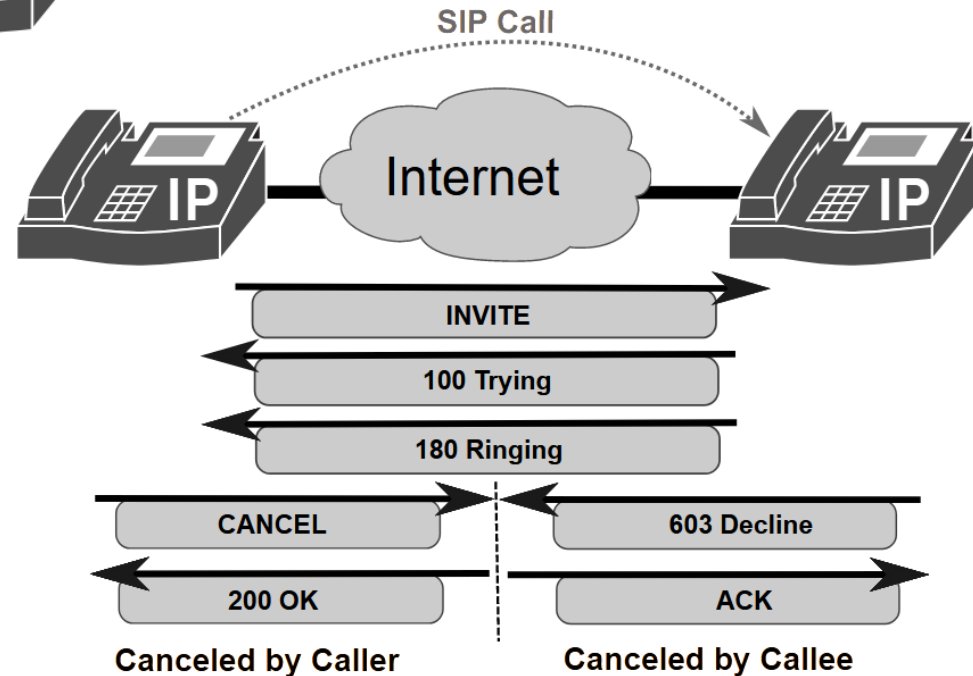 SIP Call
IP
Internet
IP
INVITE
100 Trying
180 Ringing
CANCEL
603 Decline
200 OK
ACK
Canceled by Caller
Canceled by Callee